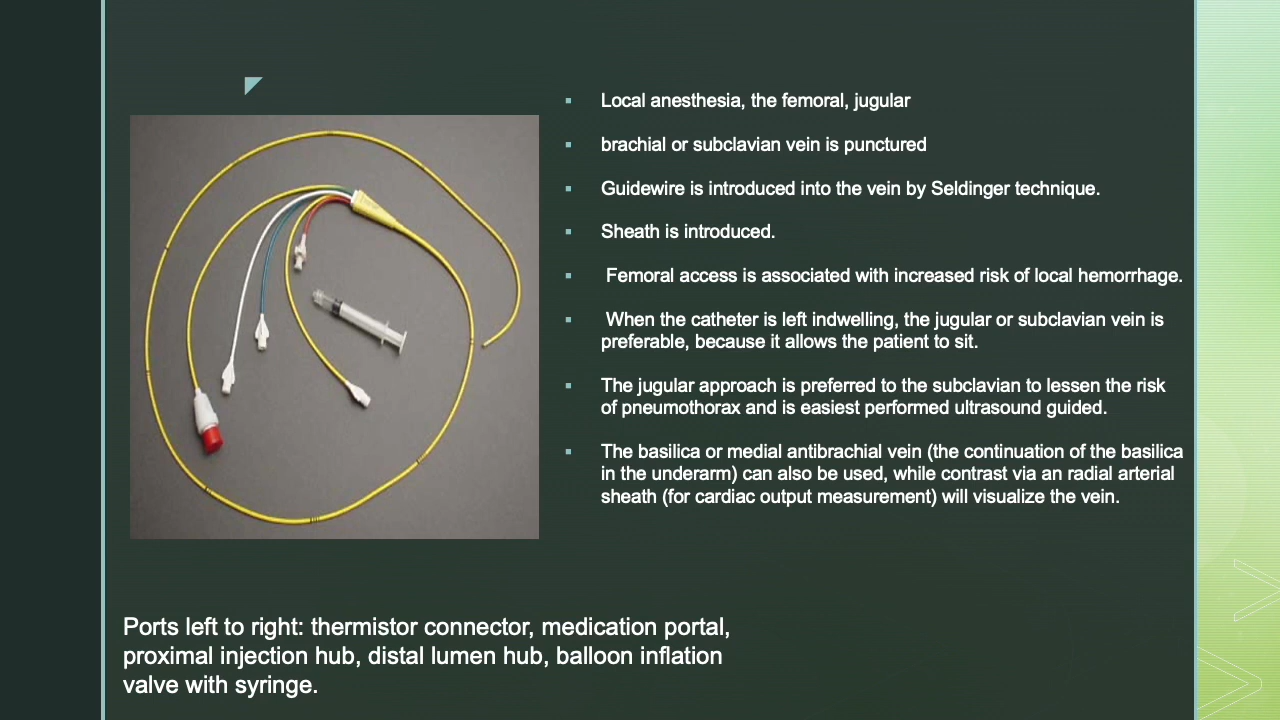 Local anesthesia, the femoral, jugular
brachial or subclavian vein is punctured
Guidewire is introduced into the vein by Seldinger technique.
Sheath is introduced.
Femoral access is associated with increased risk of local hemorrhage.
When the catheter is left indwelling, the jugular or subclavian vein is
preferable, because it allows the patient to sit.
The jugular approach is preferred to the subclavian to lessen the risk
of pneumothorax and is easiest performed ultrasound guided.
The basilica or medial antibrachial vein (the continuation of the basilica
in the underarm) can also be used, while contrast via an radial arterial
sheath (for cardiac output measurement) will visualize the vein.
Ports left to right: thermistor connector, medication portal,
proximal injection hub, distal lumen hub, balloon inflation
valve with syringe.